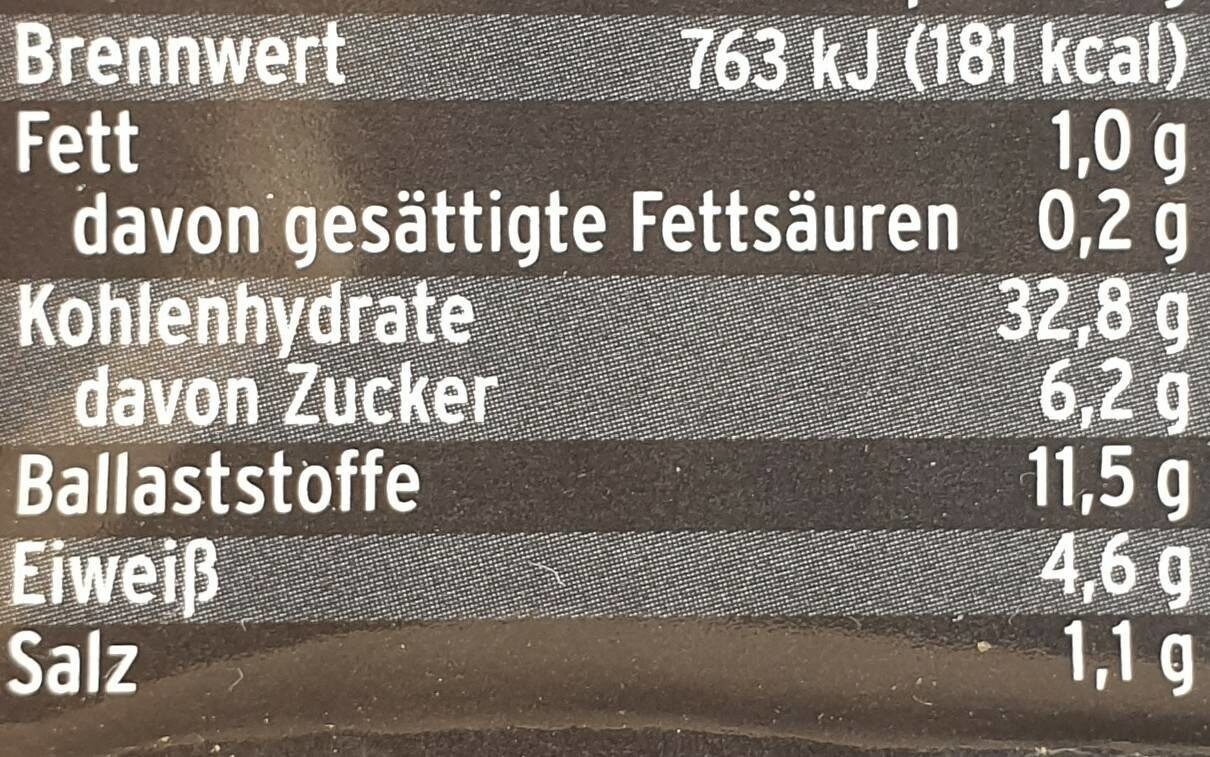 Brennwert 763 kJ (181 kcal)
Fett 1,0 g
davon gesättigte Fettsäuren 0,2 g
Kohlenhydrate 32,8 g
davon Zucker 6,2 g
Ballaststoffe 11,5 g
Eiweiß 4,6 g
Salz 1,1 g